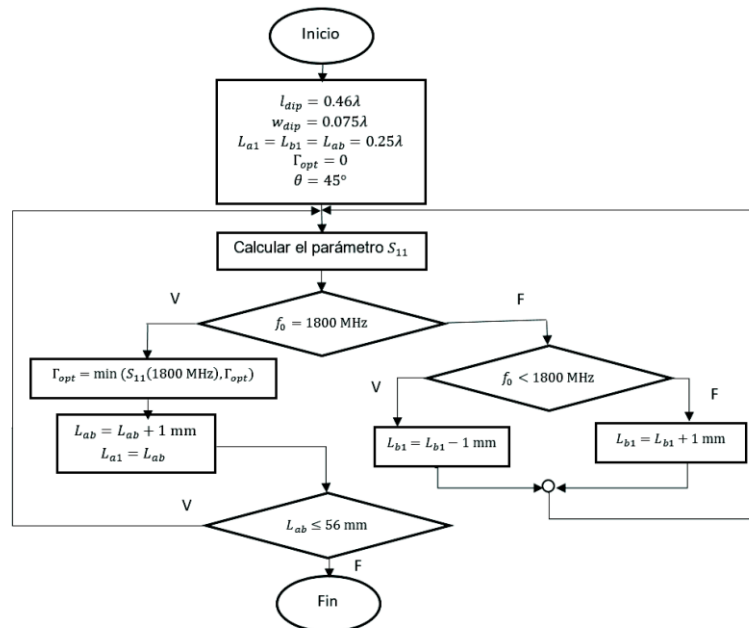 Inicio
l_dip = 0.46λ
w_dip = 0.075λ
L_a1 = L_b1 = L_ab = 0.25λ
Γ_opt = 0
θ = 45°
Calcular el parámetro S_11
V
F
f_0 = 1800 MHz
Γ_opt = min (S_11(1800 MHz), Γ_opt)
f_0 < 1800 MHz
V
F
L_ab = L_ab + 1 mm
L_a1 = L_ab
L_b1 = L_b1 − 1 mm
L_b1 = L_b1 + 1 mm
V
L_ab ≤ 56 mm
F
Fin